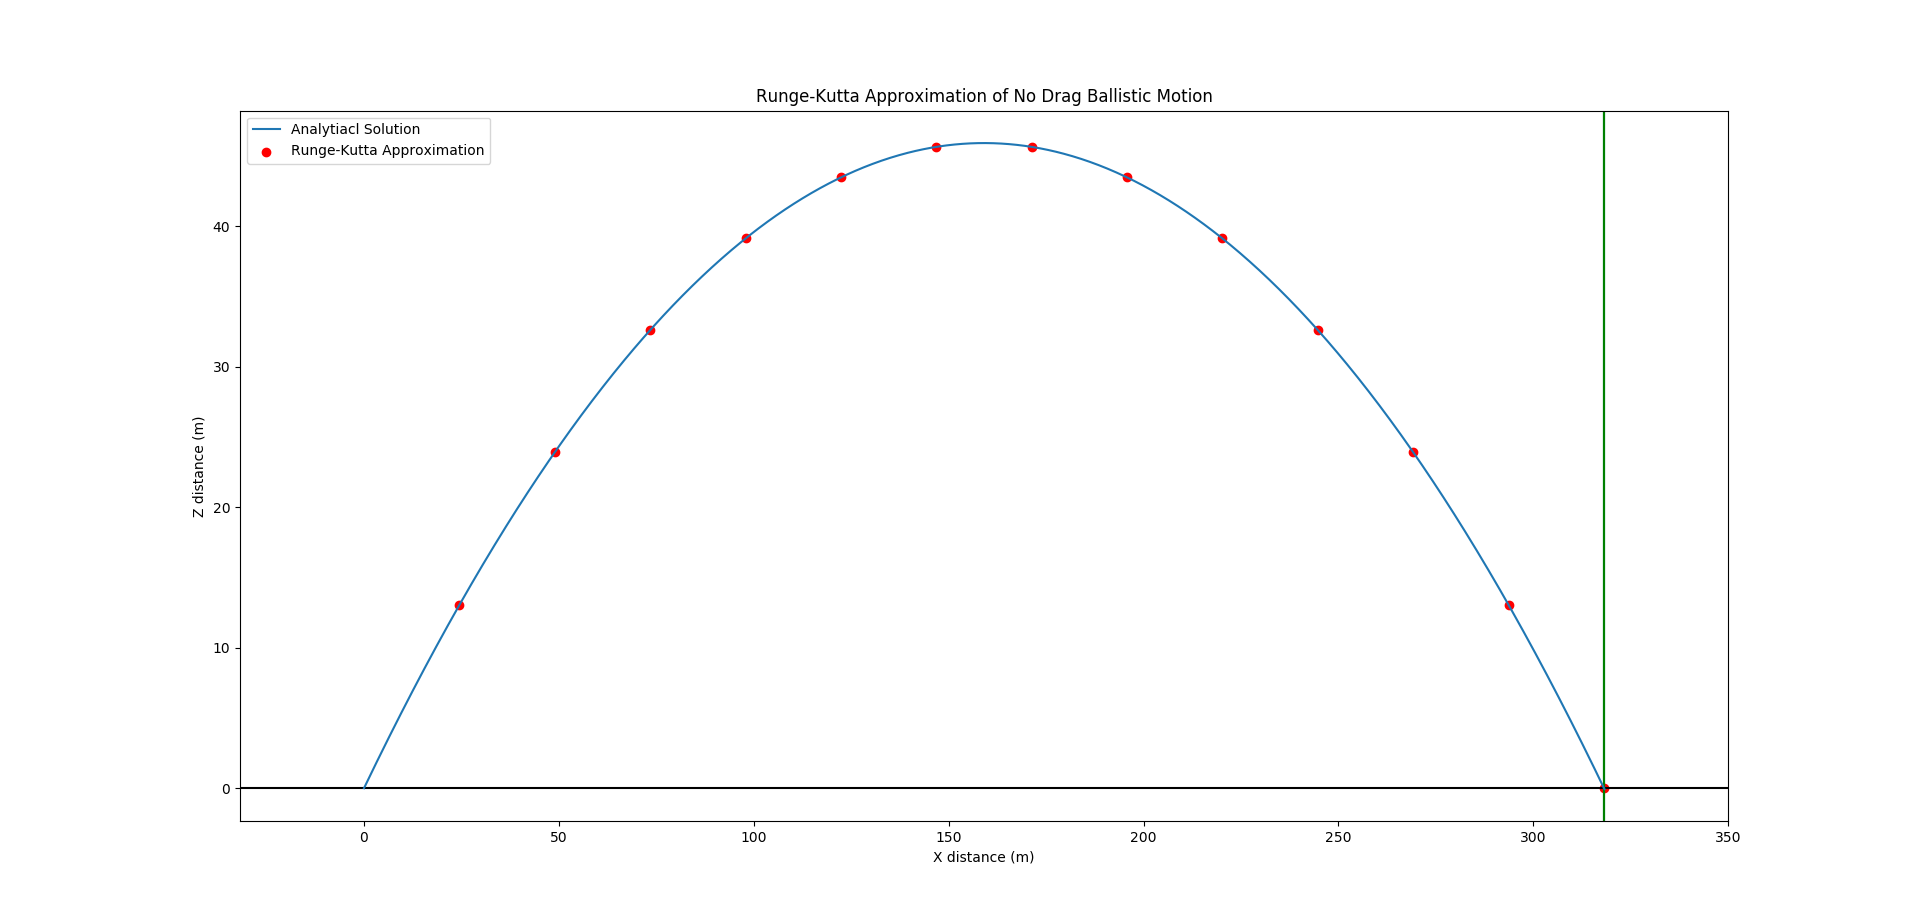 Runge-Kutta Approximation of No Drag Ballistic Motion
Analytiacl Solution
Runge-Kutta Approximation
40
30
20
10
0
Z distance (m)
0 50 100 150 200 250 300 350
X distance (m)